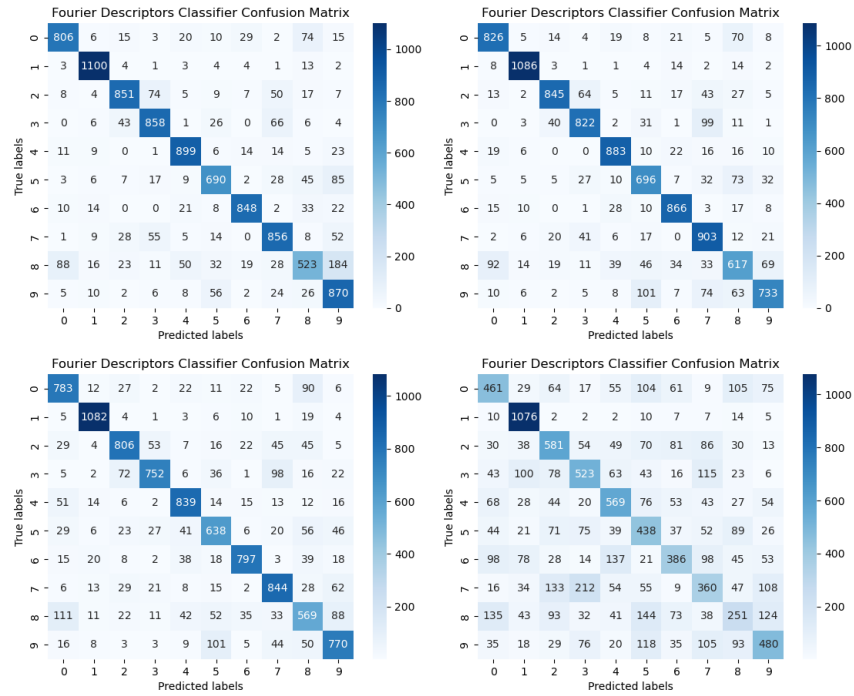 Fourier Descriptors Classifier Confusion Matrix
0 806 6 15 3 20 10 29 2 74 15
1 3 1100 4 1 3 4 4 1 13 2
2 8 4 851 74 5 9 7 50 17 7
3 0 6 43 858 1 26 0 66 6 4
4 11 9 0 1 899 6 14 14 5 23
5 3 6 7 17 9 690 2 28 45 85
6 10 14 0 0 21 8 848 2 33 22
7 1 9 28 55 5 14 0 856 8 52
8 88 16 23 11 50 32 19 28 523 184
9 5 10 2 6 8 56 2 24 26 870
0 1 2 3 4 5 6 7 8 9
True labels
Predicted labels
1000
800
600
400
200
0
Fourier Descriptors Classifier Confusion Matrix
0 826 5 14 4 19 8 21 5 70 8
1 8 1086 3 1 1 4 14 2 14 2
2 13 2 845 64 5 11 17 43 27 5
3 0 3 40 822 2 31 1 99 11 1
4 19 6 0 0 883 10 22 16 16 10
5 5 5 5 27 10 696 7 32 73 32
6 15 10 0 1 28 10 866 3 17 8
7 2 6 20 41 6 17 0 903 12 21
8 92 14 19 11 39 46 34 33 617 69
9 10 6 2 5 8 101 7 74 63 733
0 1 2 3 4 5 6 7 8 9
True labels
Predicted labels
1000
800
600
400
200
0
Fourier Descriptors Classifier Confusion Matrix
0 783 12 27 2 22 11 22 5 90 6
1 5 1082 4 1 3 6 10 1 19 4
2 29 4 806 53 7 16 22 45 45 5
3 5 2 72 752 6 36 1 98 16 22
4 51 14 6 2 839 14 15 13 12 16
5 29 6 23 27 41 638 6 20 56 46
6 15 20 8 2 38 18 797 3 39 18
7 6 13 29 21 8 15 2 844 28 62
8 111 11 22 11 42 52 35 33 569 88
9 16 8 3 3 9 101 5 44 50 770
0 1 2 3 4 5 6 7 8 9
True labels
Predicted labels
1000
800
600
400
200
Fourier Descriptors Classifier Confusion Matrix
0 461 29 64 17 55 104 61 9 105 75
1 10 1076 2 2 2 10 7 7 14 5
2 30 38 581 54 49 70 81 86 30 13
3 43 100 78 523 63 43 16 115 23 6
4 68 28 44 20 569 76 53 43 27 54
5 44 21 71 75 39 438 37 52 89 26
6 98 78 28 14 137 21 386 98 45 53
7 16 34 133 212 54 55 9 360 47 108
8 135 43 93 32 41 144 73 38 251 124
9 35 18 29 76 20 118 35 105 93 480
0 1 2 3 4 5 6 7 8 9
True labels
Predicted labels
1000
800
600
400
200